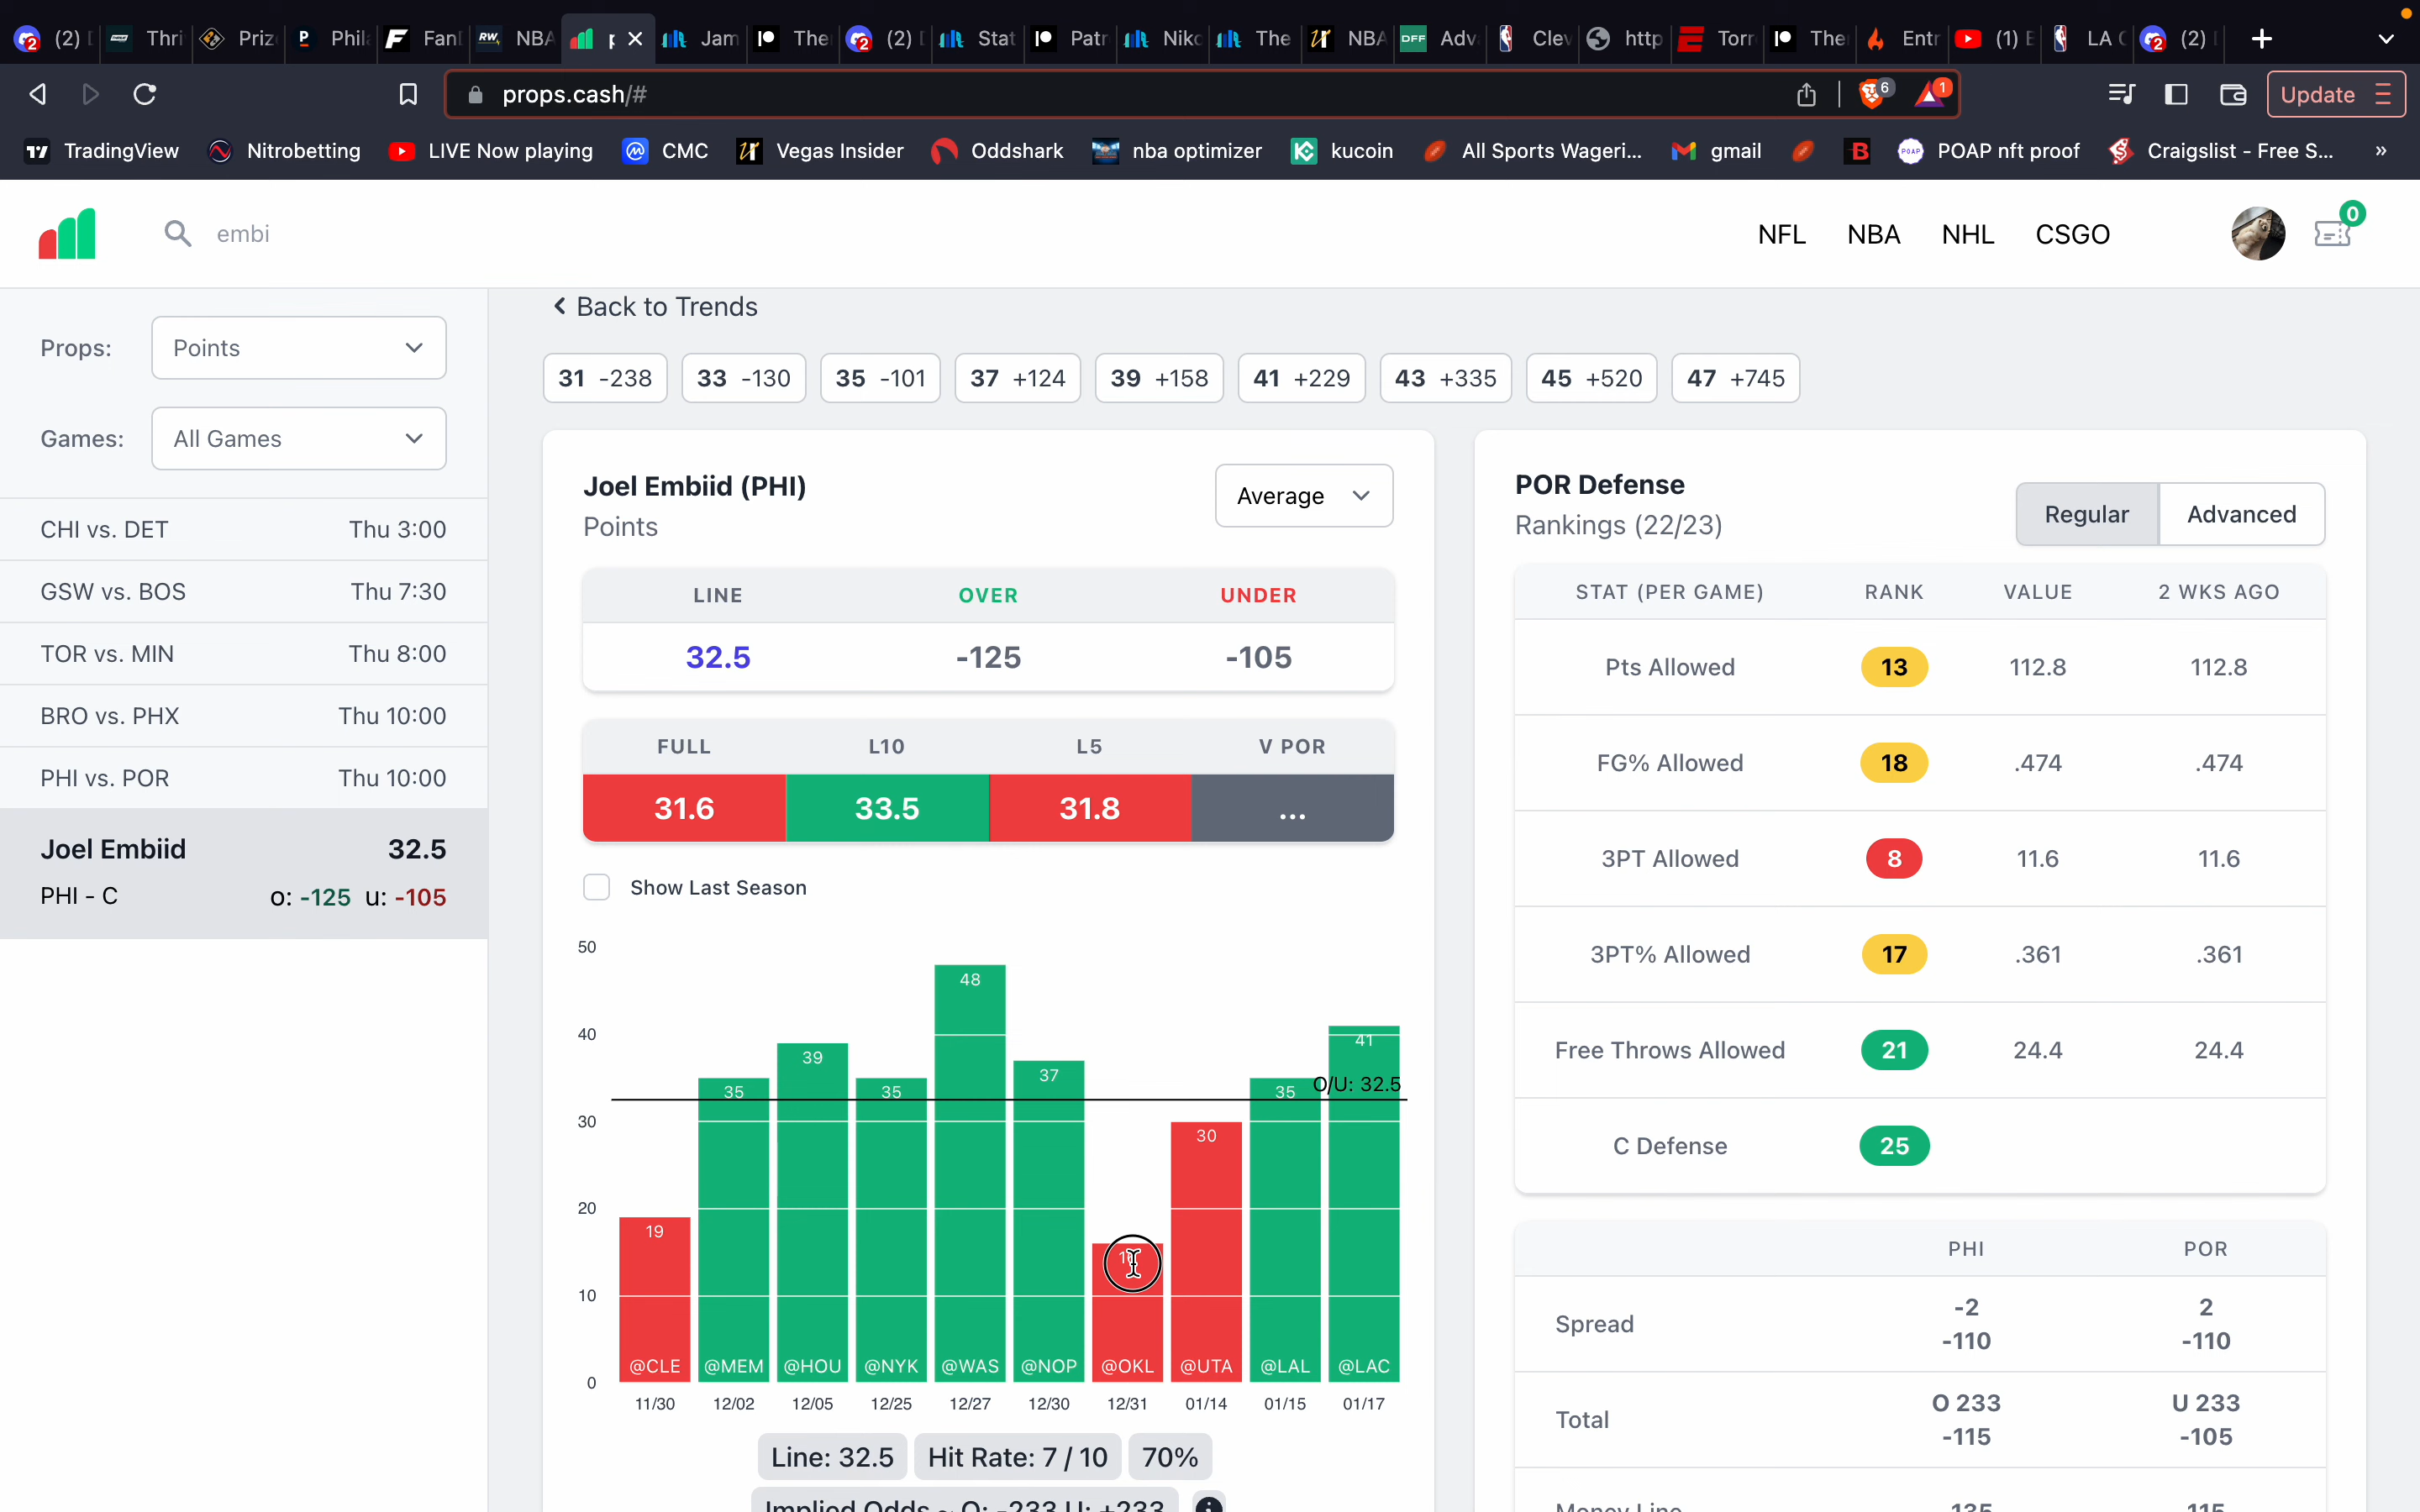 (2)
Thri
Priz
Phil
Fan
NBA
Jam
The
(2)
Stat
Patr
Niko
The
NBA
Adv
Clev
http
Torr
The
Entr
(1) E
LA C
(2)
props.cash/#
6
1
Update
TradingView
Nitrobetting
LIVE Now playing
CMC
Vegas Insider
Oddshark
nba optimizer
kucoin
All Sports Wageri...
gmail
POAP nft proof
Craigslist - Free S...
»
embi
NFL NBA NHL CSGO
0
Props: Points
Games: All Games
CHI vs. DET Thu 3:00
GSW vs. BOS Thu 7:30
TOR vs. MIN Thu 8:00
BRO vs. PHX Thu 10:00
PHI vs. POR Thu 10:00
Joel Embiid 32.5
PHI - C o: -125 u: -105
Back to Trends
31 -238 33 -130 35 -101 37 +124 39 +158 41 +229 43 +335 45 +520 47 +745
Joel Embiid (PHI)
Points
Average
LINE OVER UNDER
32.5 -125 -105
FULL L10 L5 V POR
31.6 33.5 31.8 ...
Show Last Season
50
40
30
20
10
0
19 35 39 35 48 37 30 35 41
O/U: 32.5
@CLE @MEM @HOU @NYK @WAS @NOP @OKL @UTA @LAL @LAC
11/30 12/02 12/05 12/25 12/27 12/30 12/31 01/14 01/15 01/17
Line: 32.5 Hit Rate: 7 / 10 70%
Implied Odds ~ O: -233 U: +233
POR Defense
Rankings (22/23)
Regular Advanced
STAT (PER GAME) RANK VALUE 2 WKS AGO
Pts Allowed 13 112.8 112.8
FG% Allowed 18 .474 .474
3PT Allowed 8 11.6 11.6
3PT% Allowed 17 .361 .361
Free Throws Allowed 21 24.4 24.4
C Defense 25
PHI POR
Spread -2 2
-110 -110
Total O 233 U 233
-115 -105
Money Line -135 115